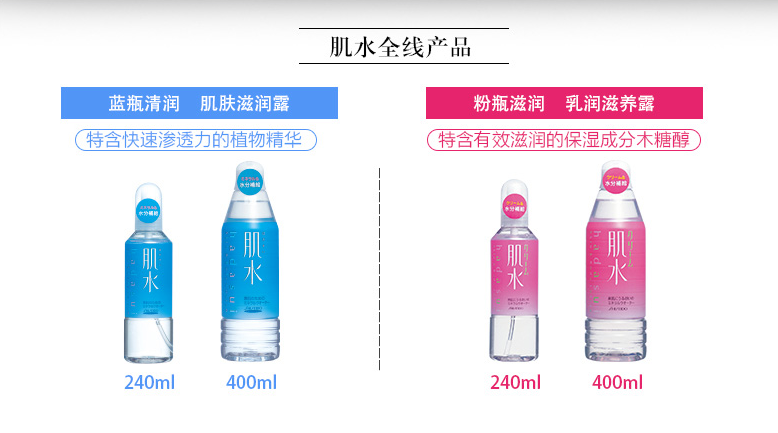 肌水全线产品
蓝瓶清润 肌肤滋润露
特含快速渗透力的植物精华
水分補給
肌水
240ml
水分補給
hadasui
肌水
400ml
粉瓶滋润 乳润滋养露
特含有效滋润的保湿成分木糖醇
クリーム&
水分補給
肌水
240ml
クリーム&
水分補給
hadasui
肌水
400ml